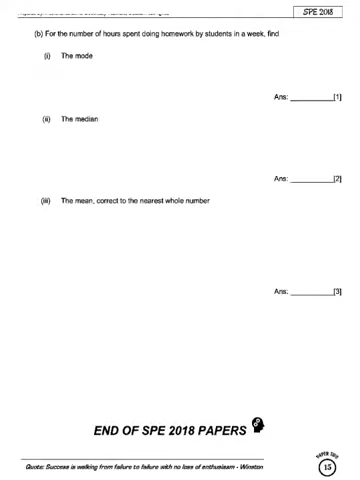 SPE 2018
(b) For the number of hours spent doing homework by students in a week, find
(i) The mode
Ans: ____________[1]
(ii) The median
Ans: ____________[2]
(iii) The mean, correct to the nearest whole number
Ans: ____________[3]
END OF SPE 2018 PAPERS
PAPER TWO
Quote: Success is walking from failure to failure with no loss of enthusiasm - Winston
15